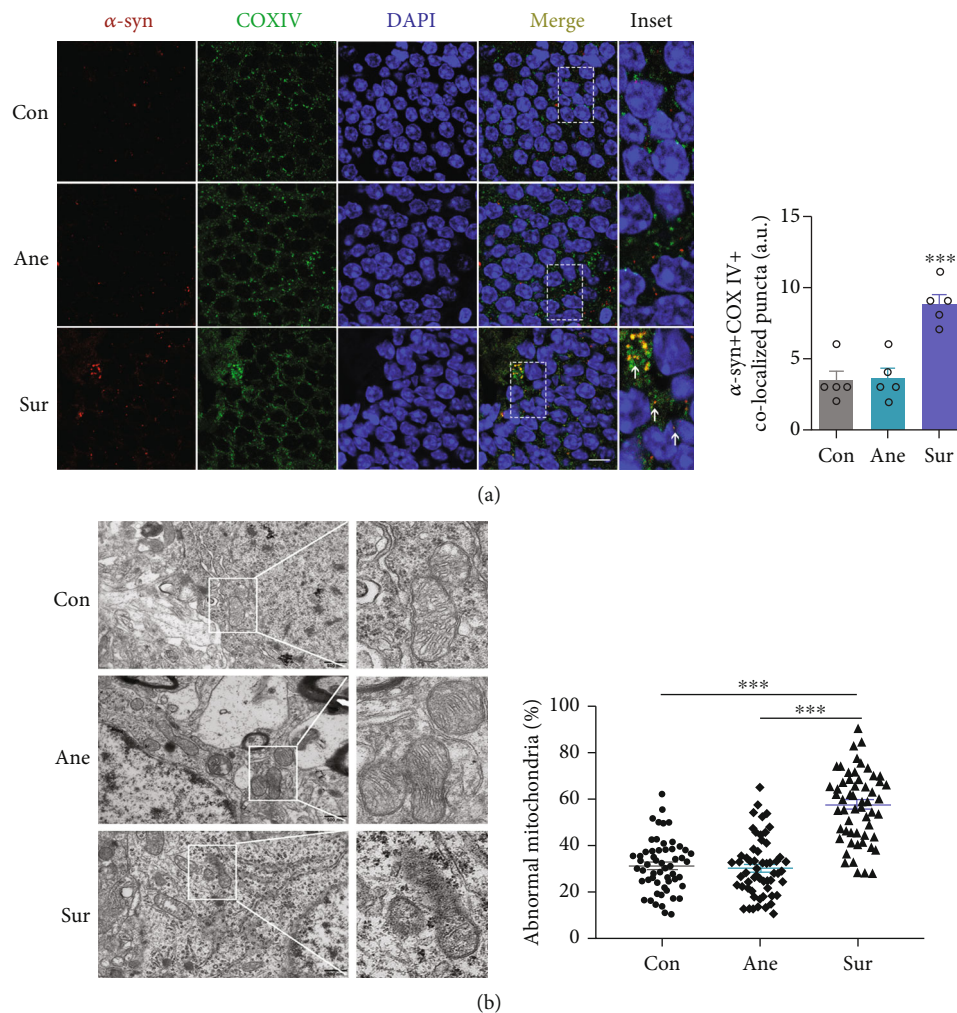 α-syn COXIV DAPI Merge Inset
Con
Ane
Sur
α-syn+COX IV+
co-localized puncta (a.u.)
15
10
5
0
***
Con Ane Sur
(a)
Con
Ane
Sur
Abnormal mitochondria (%)
100
80
60
40
20
0
***
***
Con Ane Sur
(b)